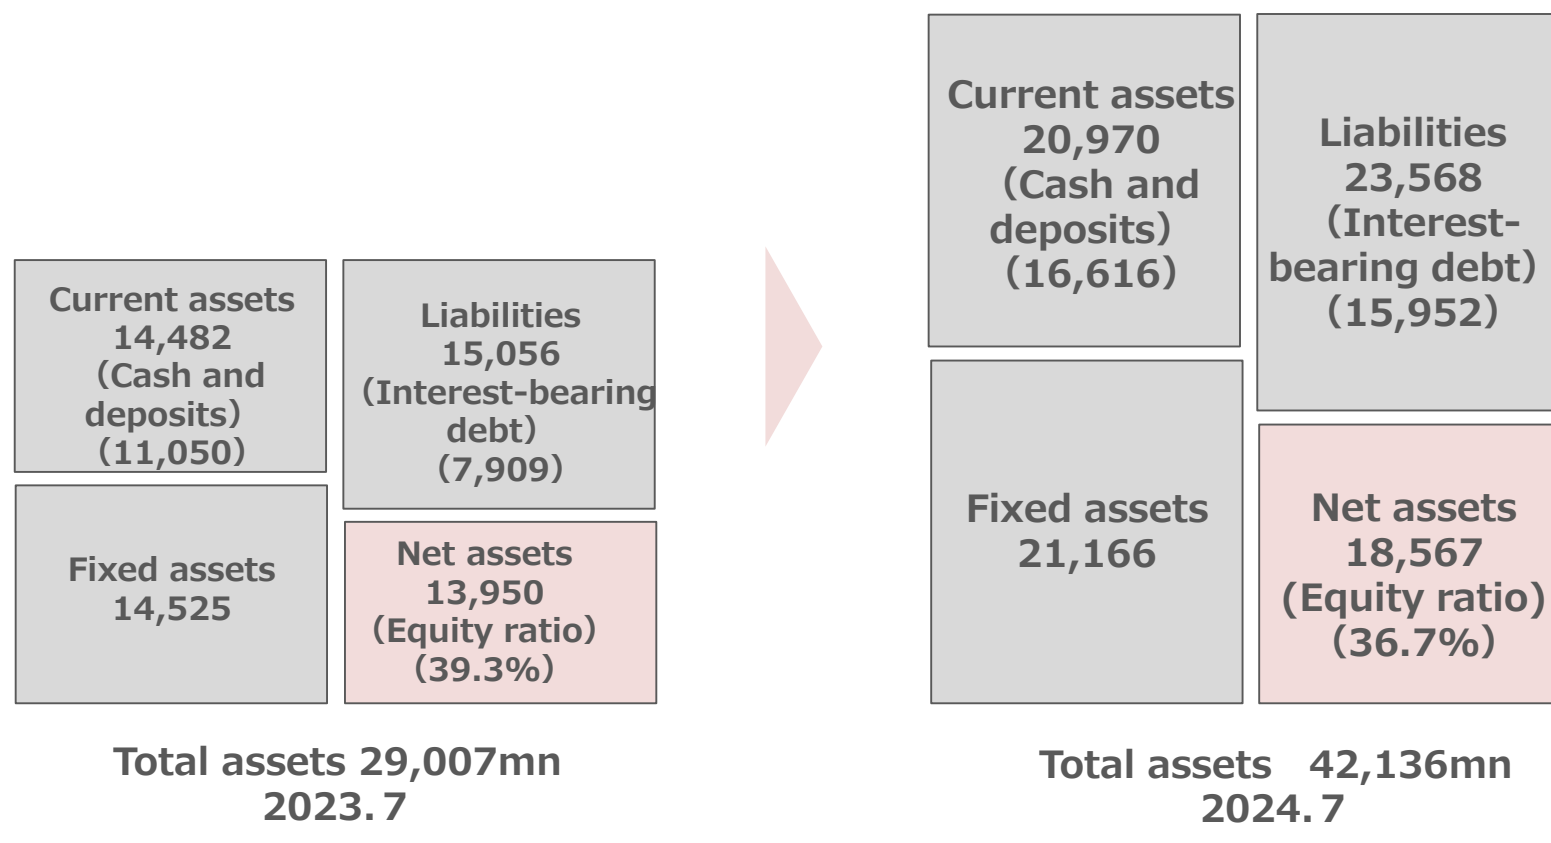 Current assets
14,482
(Cash and
deposits)
(11,050)
Liabilities
15,056
(Interest-bearing
debt)
(7,909)
Fixed assets
14,525
Net assets
13,950
(Equity ratio)
(39.3%)
Total assets 29,007mn
2023.7
Current assets
20,970
(Cash and
deposits)
(16,616)
Liabilities
23,568
(Interest-
bearing debt)
(15,952)
Fixed assets
21,166
Net assets
18,567
(Equity ratio)
(36.7%)
Total assets 42,136mn
2024.7